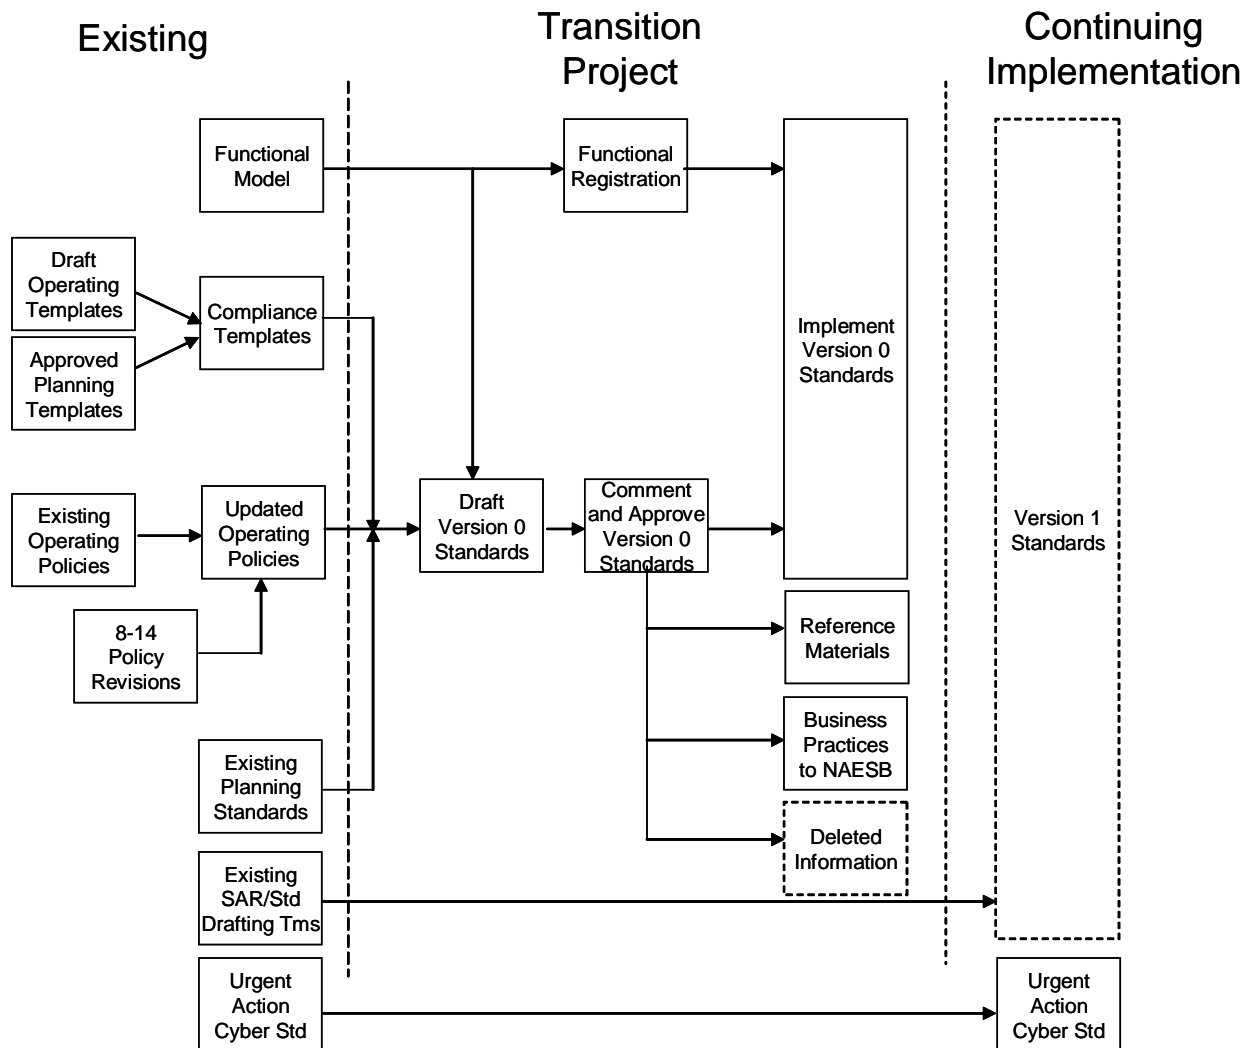 Existing
Transition
Project
Continuing
Implementation
Functional
Model
Functional
Registration
Implement
Version 0
Standards
Version 1
Standards
Draft
Operating
Templates
Approved
Planning
Templates
Compliance
Templates
Existing
Operating
Policies
Updated
Operating
Policies
8-14
Policy
Revisions
Draft
Version 0
Standards
Comment
and Approve
Version 0
Standards
Reference
Materials
Business
Practices
to NAESB
Deleted
Information
Existing
Planning
Standards
Existing
SAR/Std
Drafting Tms
Urgent
Action
Cyber Std
Urgent
Action
Cyber Std